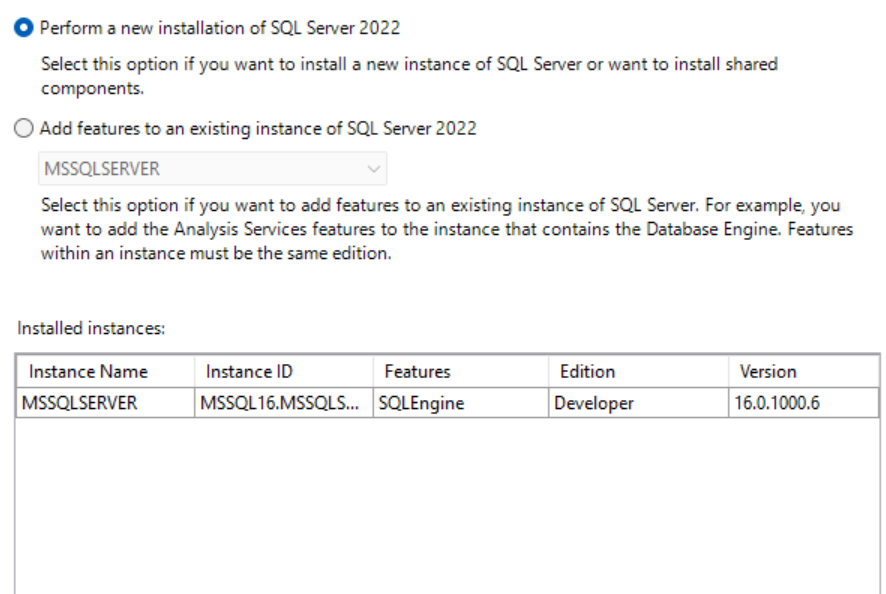 Perform a new installation of SQL Server 2022
Select this option if you want to install a new instance of SQL Server or want to install shared
components.
Add features to an existing instance of SQL Server 2022
MSSQLSERVER
Select this option if you want to add features to an existing instance of SQL Server. For example, you
want to add the Analysis Services features to the instance that contains the Database Engine. Features
within an instance must be the same edition.
Installed instances:
Instance Name Instance ID Features Edition Version
MSSQLSERVER MSSQL16.MSSQLS... SQLEngine Developer 16.0.1000.6